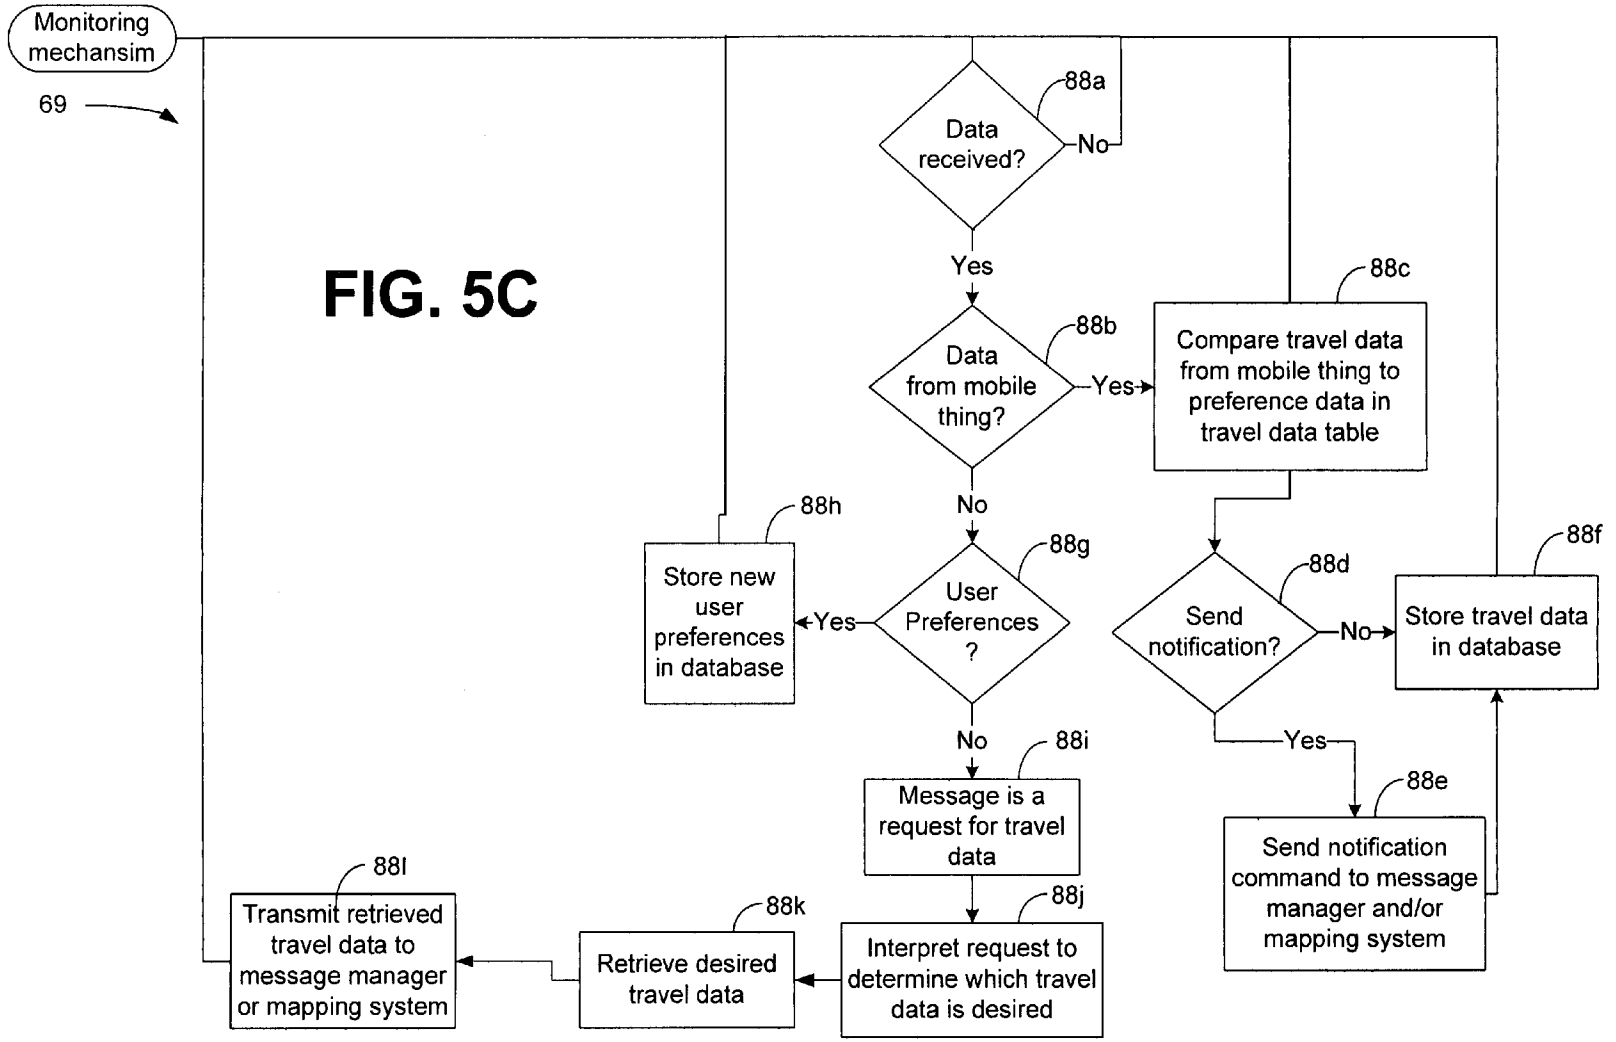 Monitoring
mechansim
69
FIG. 5C
88a
Data
received?
No
Yes
88b
Data
from mobile
thing?
Yes
88c
Compare travel data
from mobile thing to
preference data in
travel data table
No
88h
Store new
user
preferences
in database
Yes
88g
User
Preferences
?
88d
Send
notification?
No
88f
Store travel data
in database
No
Yes
88i
Message is a
request for travel
data
88e
Send notification
command to message
manager and/or
mapping system
88l
Transmit retrieved
travel data to
message manager
or mapping system
88k
Retrieve desired
travel data
88j
Interpret request to
determine which travel
data is desired